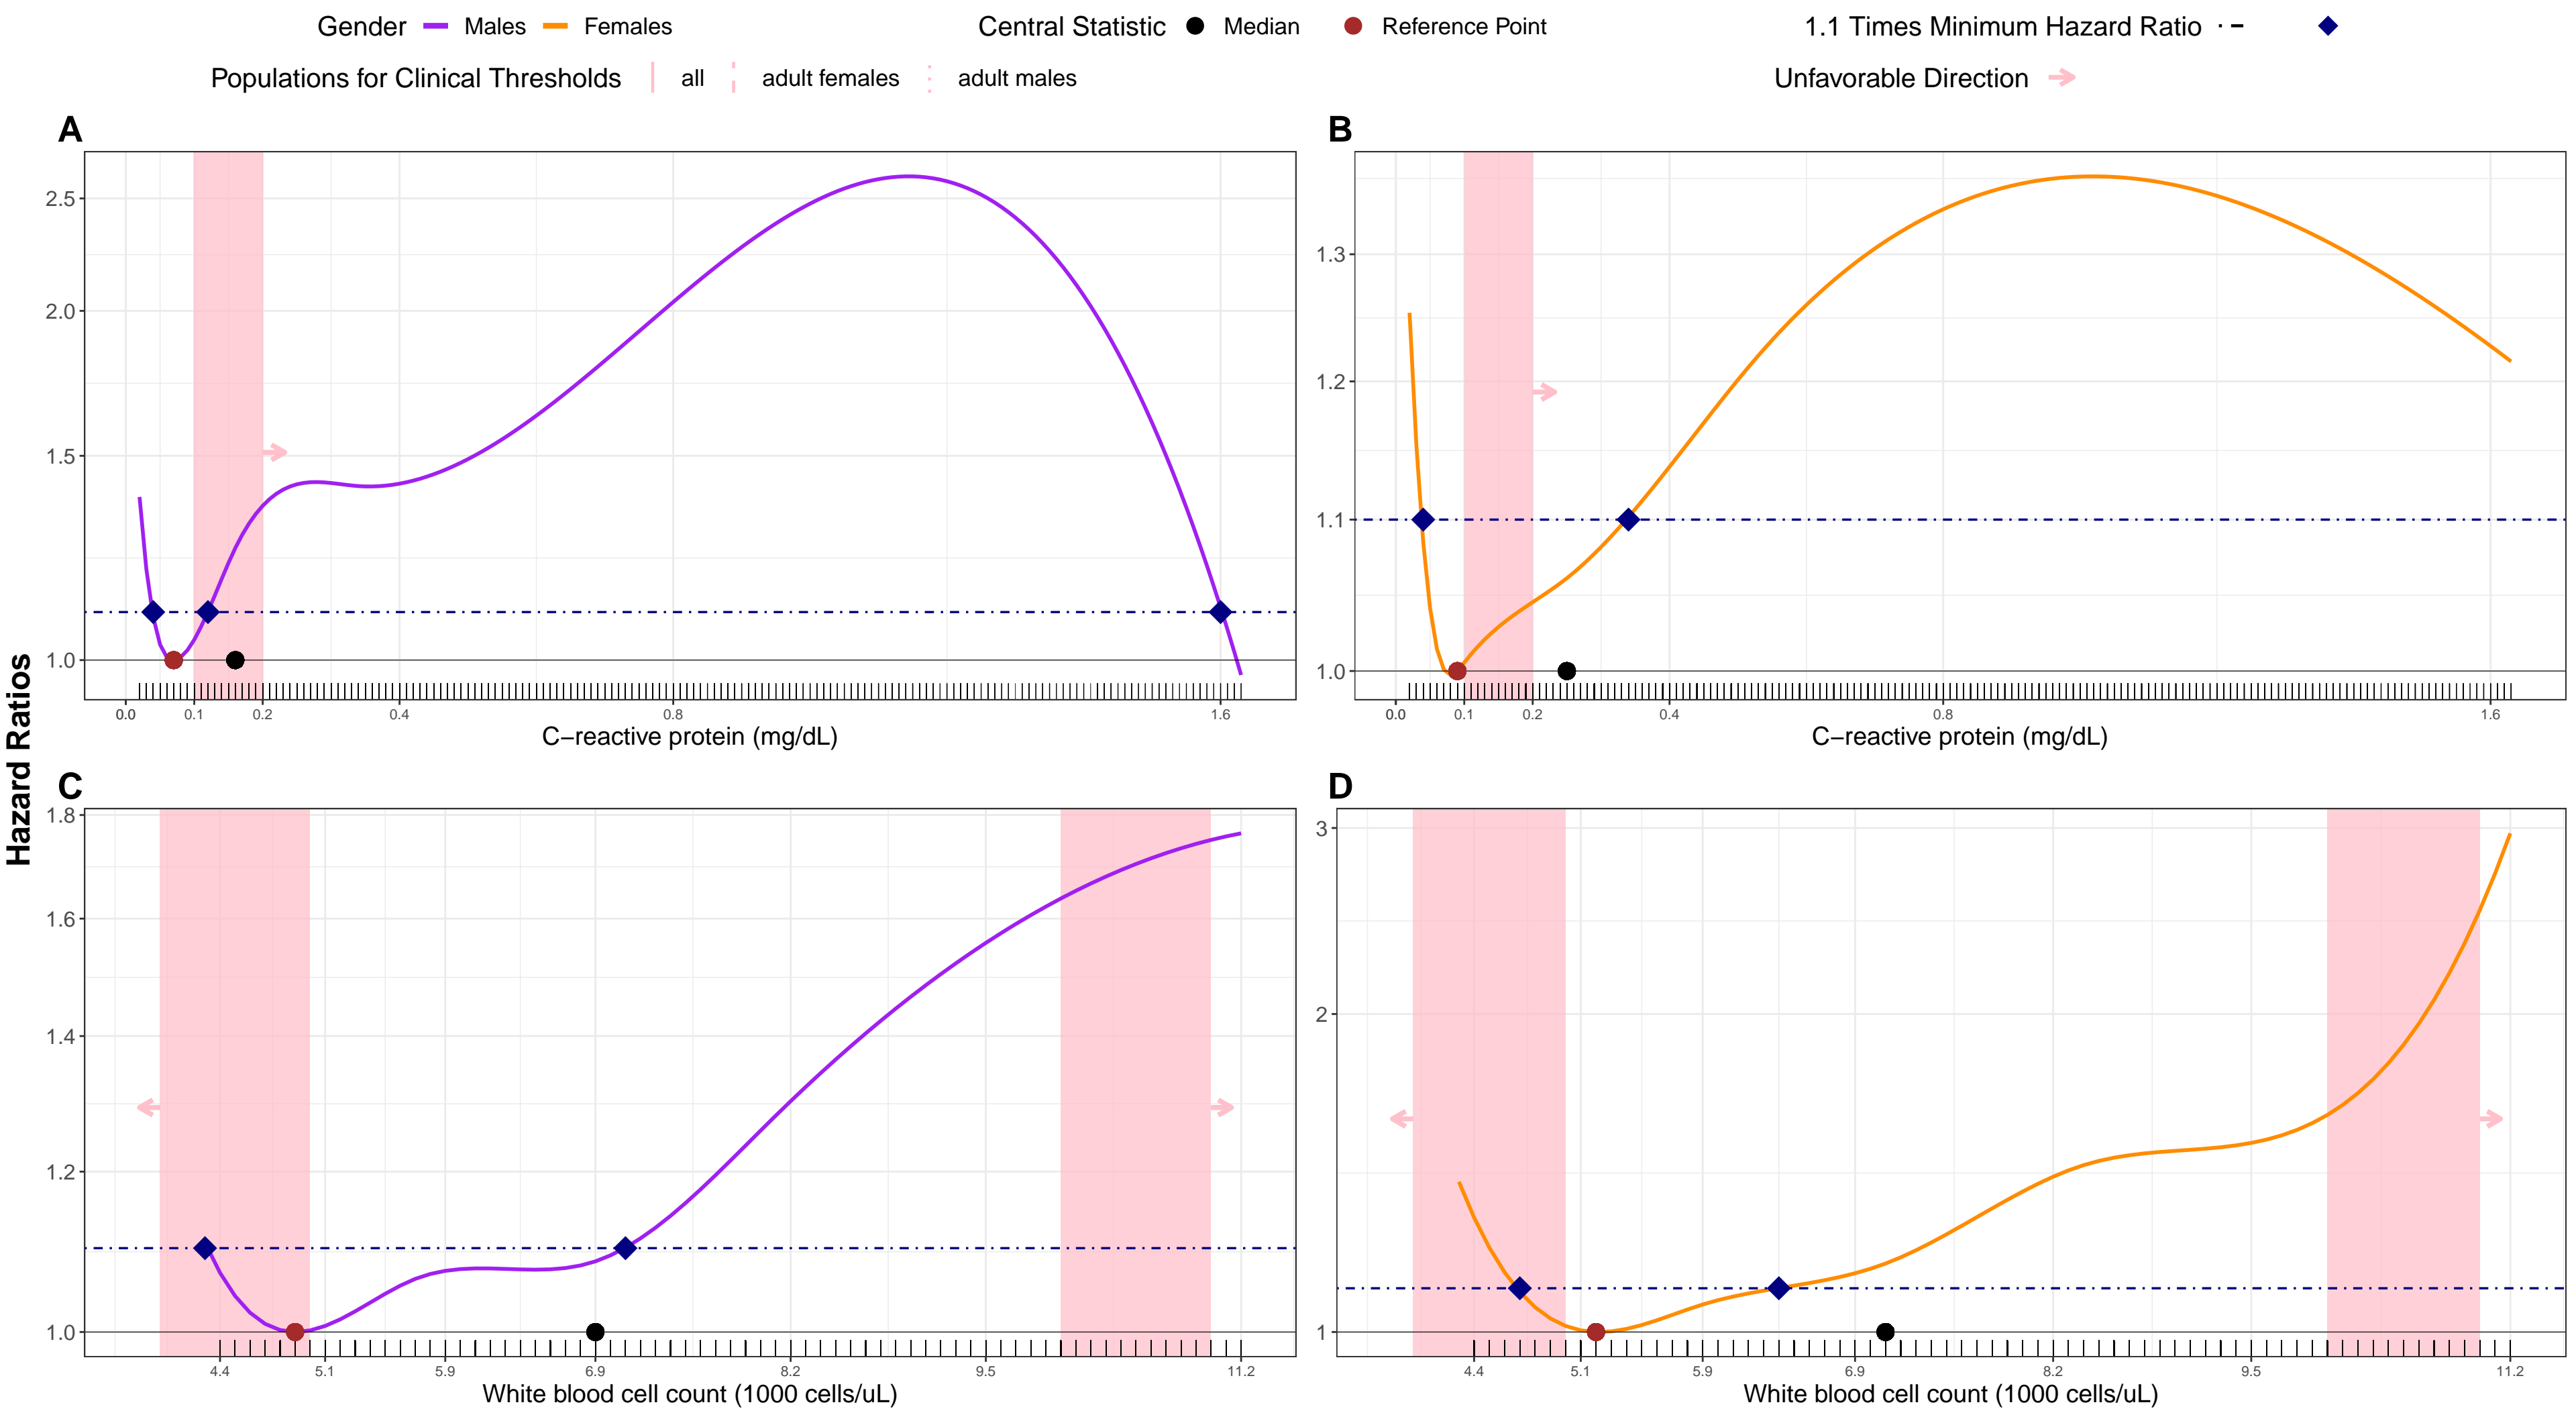 Gender Males Females Central Statistic Median Reference Point 1.1 Times Minimum Hazard Ratio
Populations for Clinical Thresholds all adult females adult males Unfavorable Direction
Hazard Ratios
A
2.5
2.0
1.5
1.0
0.0 0.1 0.2 0.4 0.8 1.6
C−reactive protein (mg/dL)
B
1.3
1.2
1.1
1.0
0.0 0.1 0.2 0.4 0.8 1.6
C−reactive protein (mg/dL)
C
1.8
1.6
1.4
1.2
1.0
4.4 5.1 5.9 6.9 8.2 9.5 11.2
White blood cell count (1000 cells/uL)
D
3
2
1
4.4 5.1 5.9 6.9 8.2 9.5 11.2
White blood cell count (1000 cells/uL)